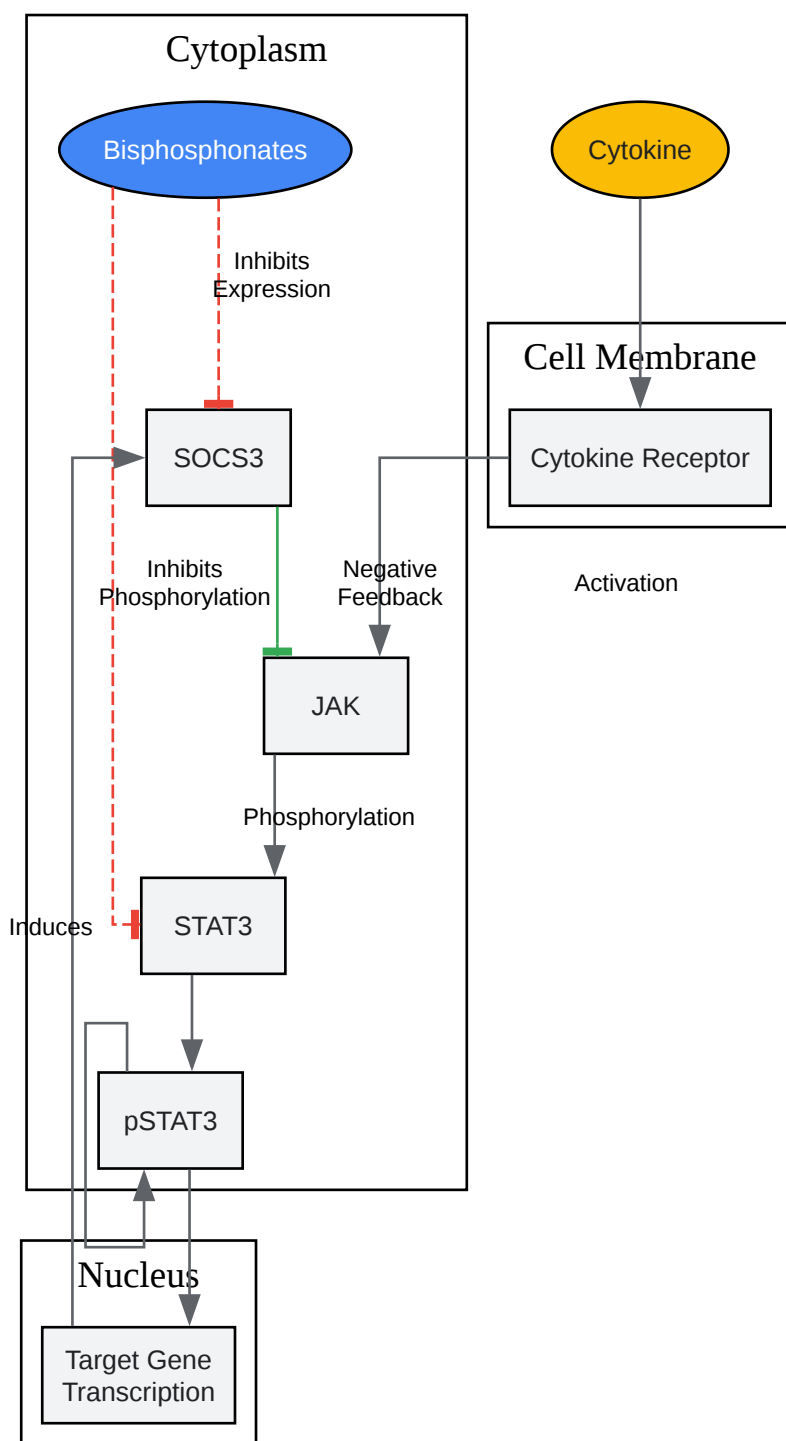 Cytoplasm
Bisphosphonates
Cytokine
Inhibits
Expression
Cell Membrane
SOCS3
Cytokine Receptor
Inhibits
Phosphorylation
Negative
Feedback
Activation
JAK
Phosphorylation
STAT3
Induces
pSTAT3
Nucleus
Target Gene
Transcription